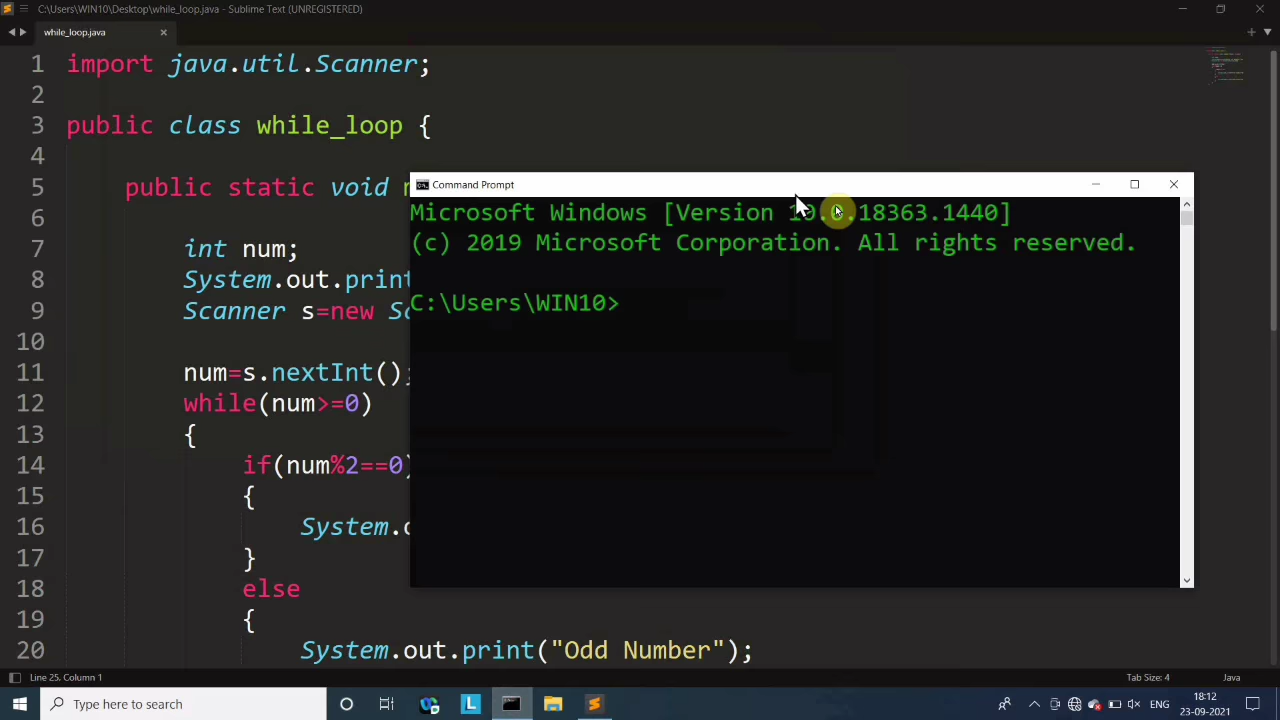 C:\Users\WIN10\Desktop\while_loop.java - Sublime Text (UNREGISTERED)
while_loop.java
1 import java.util.Scanner;
2
3 public class while_loop {
4
5 public static void
6
7 int num;
8 System.out.print
9 Scanner s=new
10
11 num=s.nextInt();
12 while(num>=0)
13 {
14 if(num%2==0)
15 {
16 System.
17 }
18 else
19 {
20 System.out.print("Odd Number");
Command Prompt
Microsoft Windows [Version 10.0.18363.1440]
(c) 2019 Microsoft Corporation. All rights reserved.
C:\Users\WIN10>
Line 25, Column 1
Tab Size: 4
Java
Type here to search
L
ENG
18:12
23-09-2021